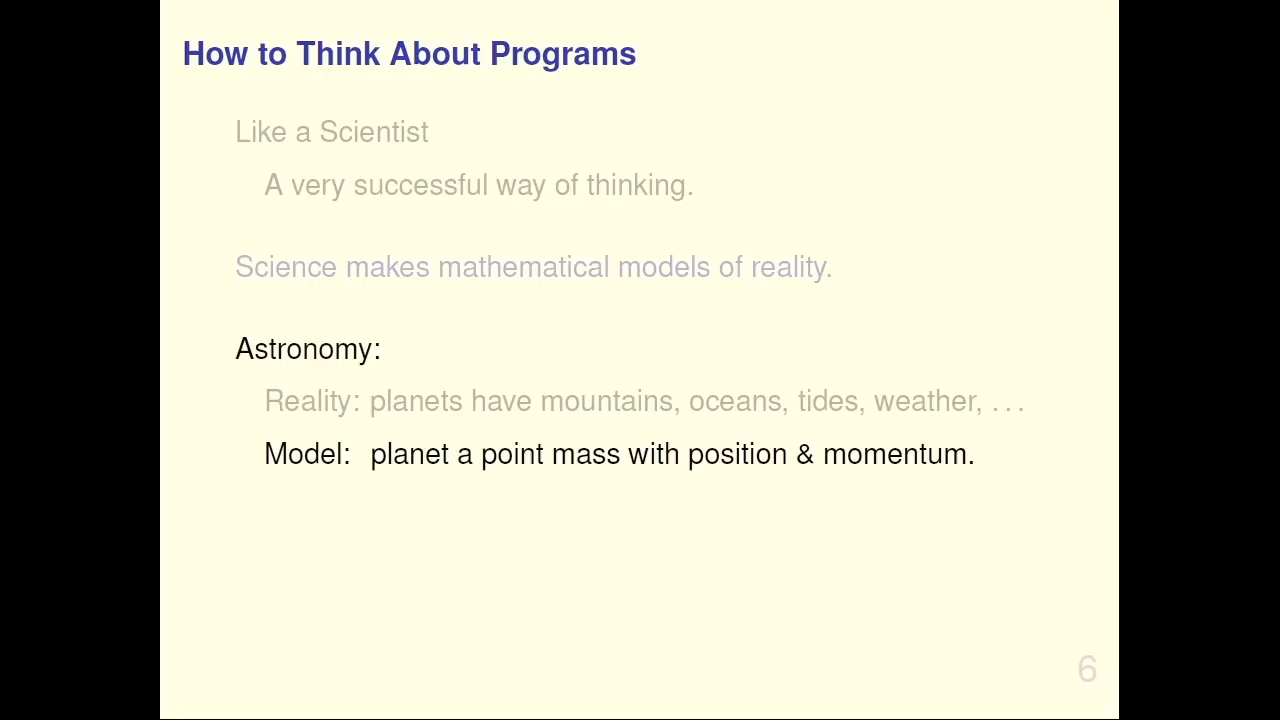 How to Think About Programs
Like a Scientist
A very successful way of thinking.
Science makes mathematical models of reality.
Astronomy:
Reality: planets have mountains, oceans, tides, weather, . . .
Model: planet a point mass with position & momentum.
6